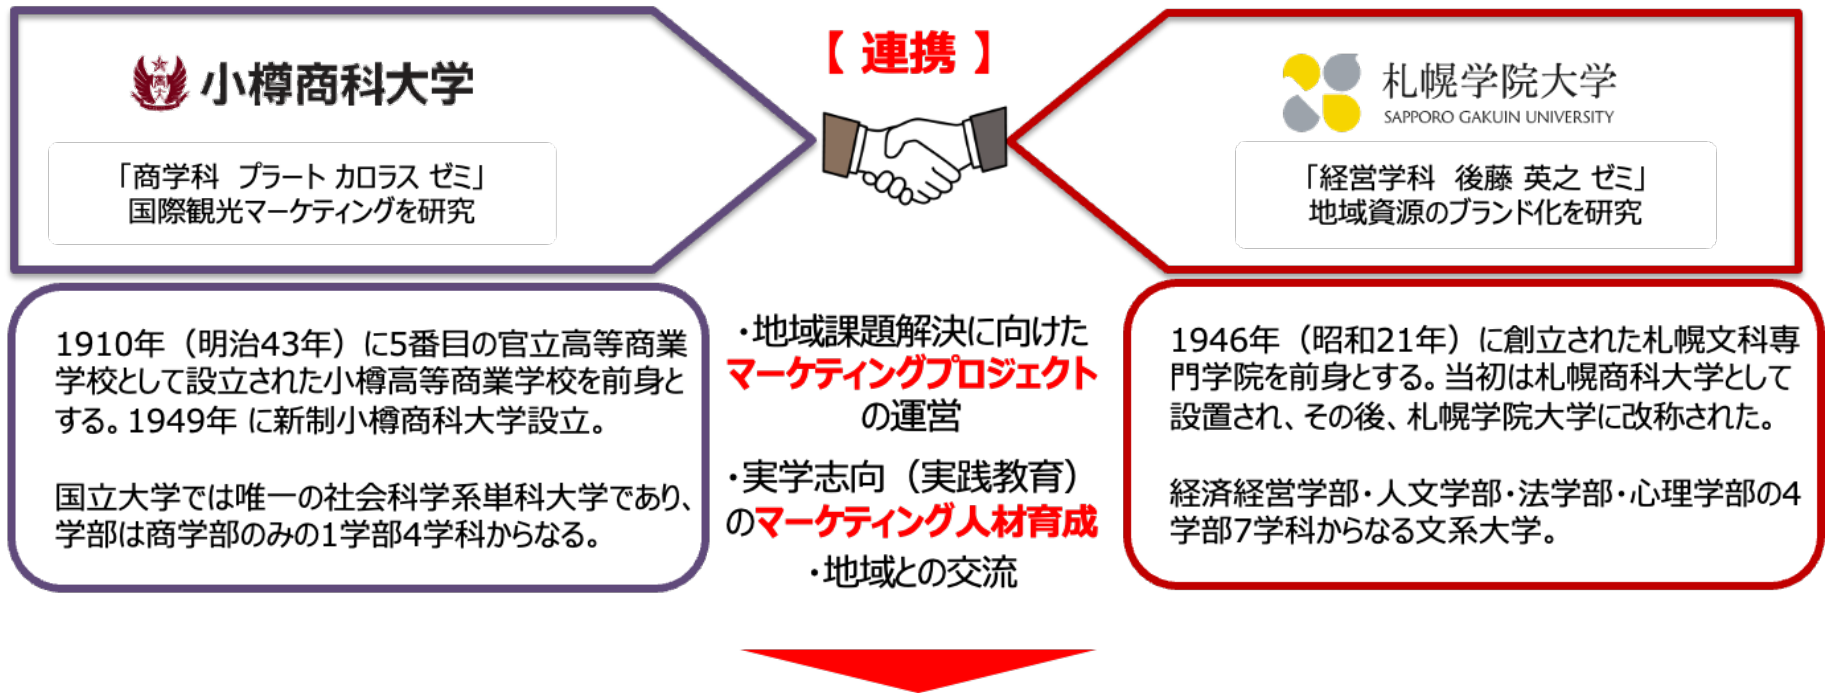 小樽商科大学
「商学科　プラート カロラス ゼミ」
国際観光マーケティングを研究
【 連携 】
札幌学院大学
SAPPORO GAKUIN UNIVERSITY
「経営学科　後藤 英之 ゼミ」
地域資源のブランド化を研究
1910年（明治43年）に5番目の官立高等商業
学校として設立された小樽高等商業学校を前身と
する。1949年 に新制小樽商科大学設立。
国立大学では唯一の社会科学系単科大学であり、
学部は商学部のみの1学部4学科からなる。
・地域課題解決に向けた
マーケティングプロジェクト
の運営
・実学志向（実践教育）
のマーケティング人材育成
・地域との交流
1946年（昭和21年）に創立された札幌文科専
門学院を前身とする。当初は札幌商科大学として
設置され、その後、札幌学院大学に改称された。
経済経営学部・人文学部・法学部・心理学部の4
学部7学科からなる文系大学。